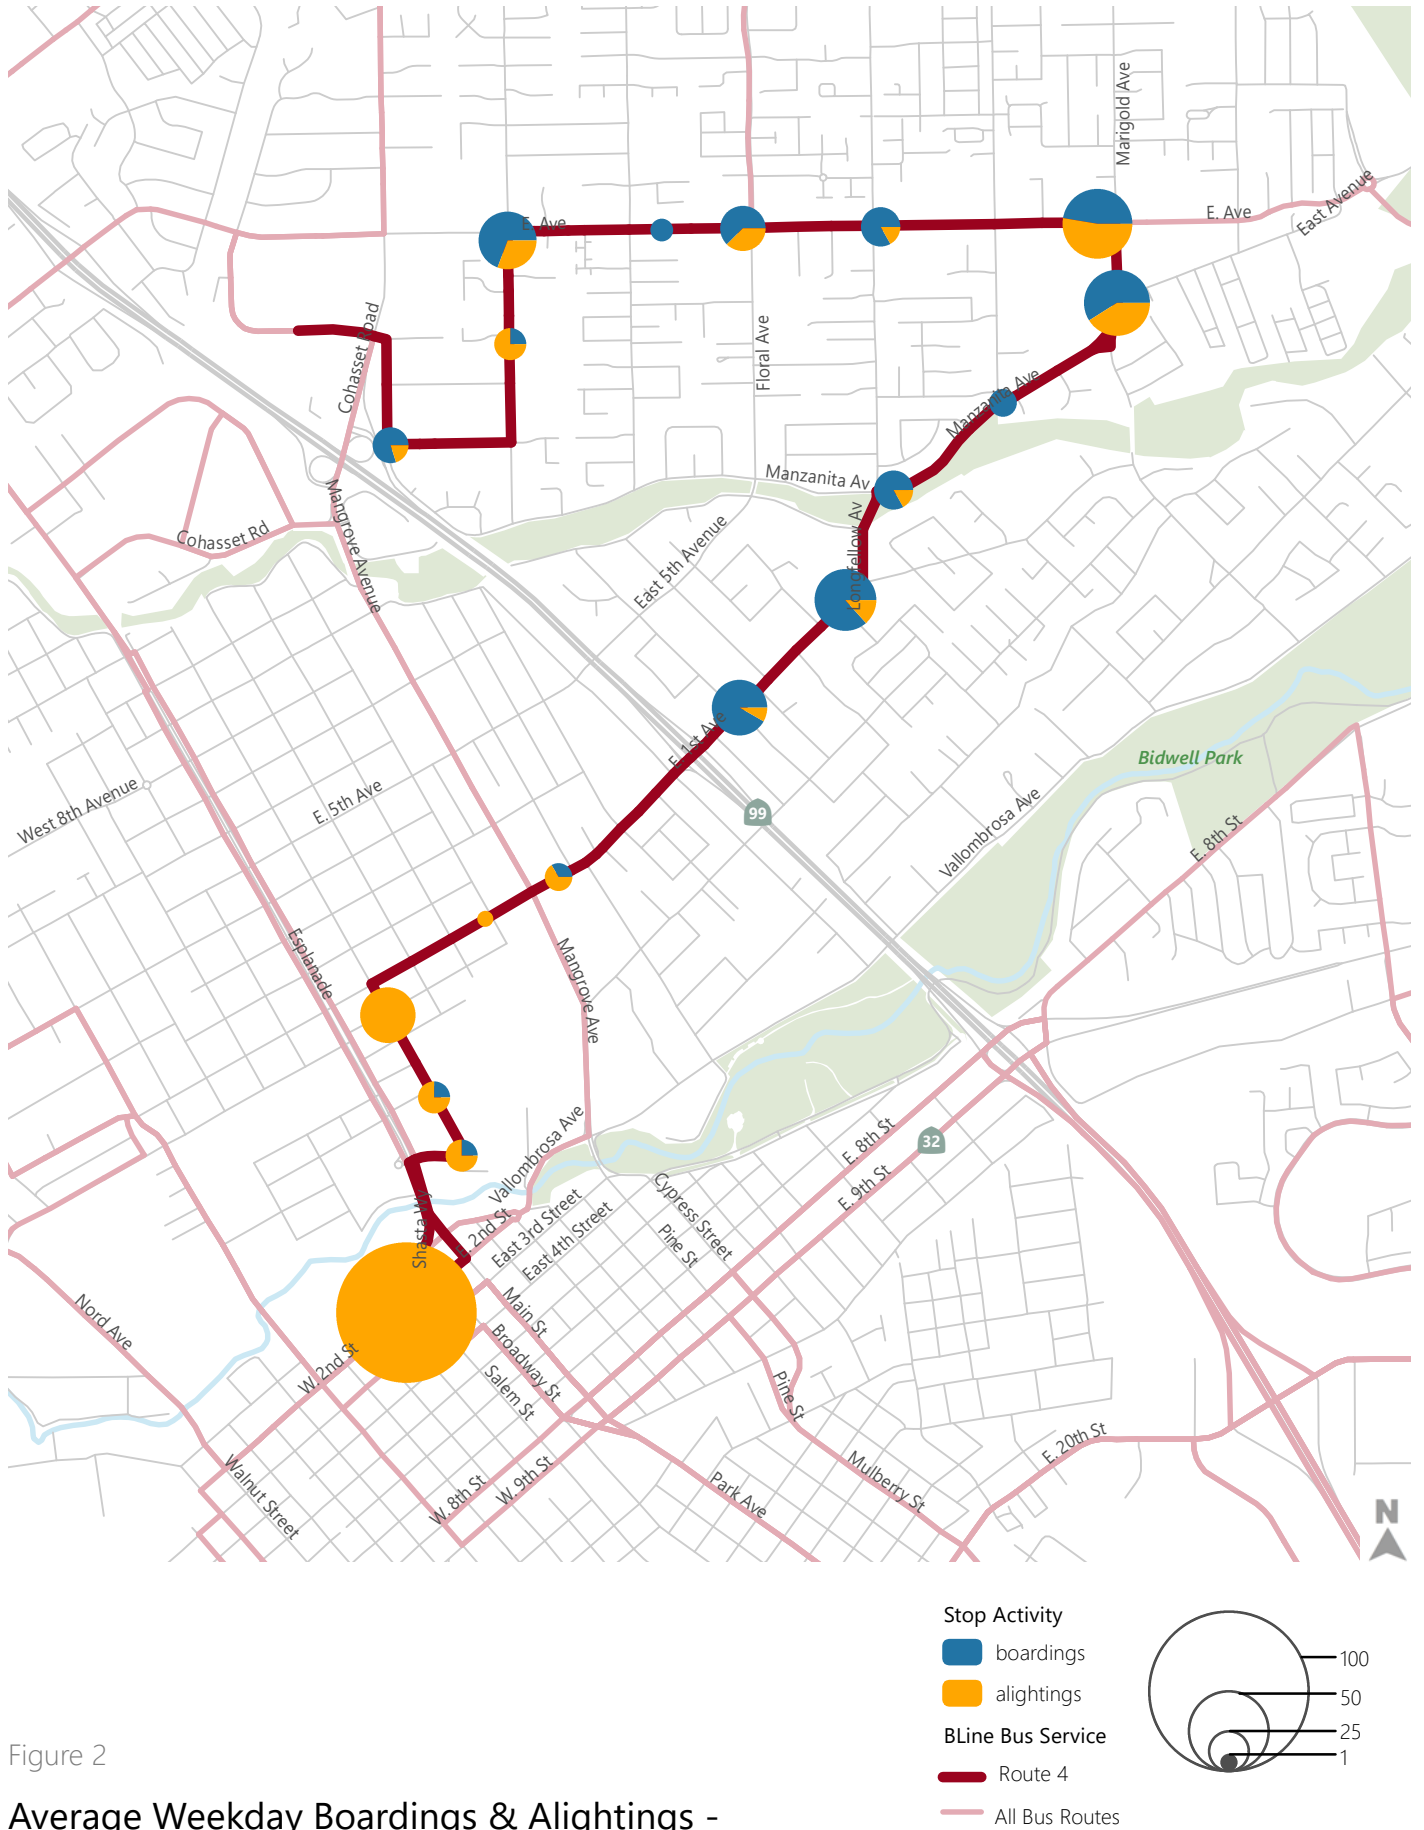 Marigold Ave
E. Ave
E. Ave
East Avenue
Cohasset Road
Floral Ave
Manzanita Ave
Manzanita Av
Longfellow Av
Mangrove Avenue
Cohasset Rd
East 5th Avenue
E. 1st Ave
Bidwell Park
West 8th Avenue
E. 5th Ave
99
Vallombrosa Ave
E. 8th St
Esplanade
Mangrove Ave
Vallombrosa Ave
E. 8th St
32
E. 9th St
Shasta Wy
2nd St
East 3rd Street
East 4th Street
Cypress Street
Pine St
Nord Ave
Main St
Broadway St
W. 2nd St
Salem St
Pine St
Walnut Street
W. 8th St
W. 9th St
Park Ave
Mulberry St
E. 20th St
N
Stop Activity
boardings
alightings
100
50
25
1
BLine Bus Service
Route 4
All Bus Routes
Figure 2
Average Weekday Boardings & Alightings -